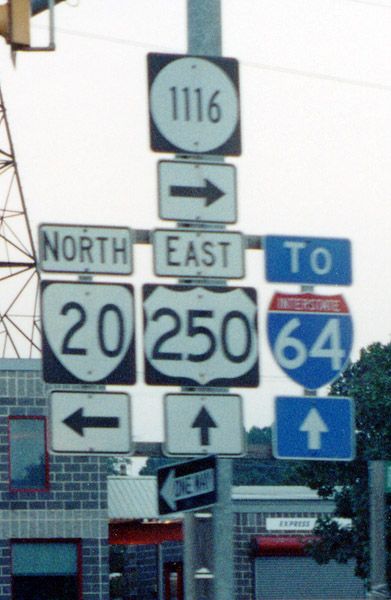 1116
NORTH
EAST
TO
20
250
INTERSTATE
64
ONE WAY
EXPRESS